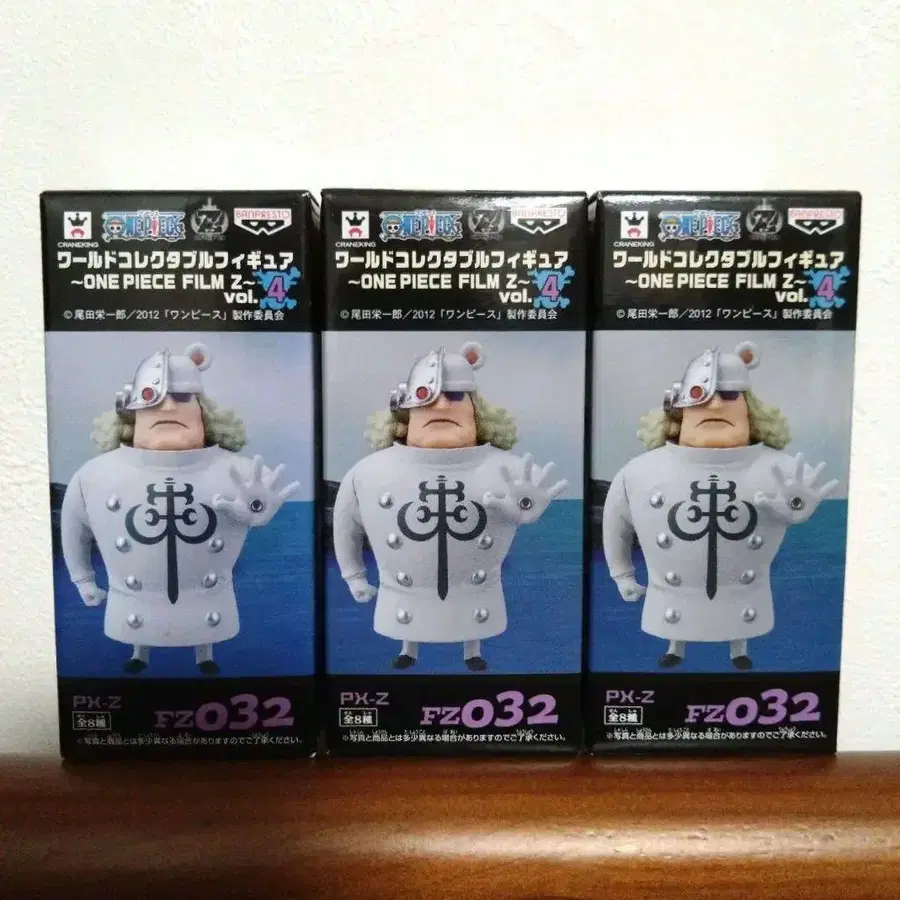 CRANEKING
ONE PIECE
BANPRESTO
ワールドコレクタブルフィギュア
~ONE PIECE FILM Z~
vol. 4
©尾田栄一郎/2012「ワンピース」製作委員会
PX-Z
全8種
FZ032
※写真と商品とは多少異なる場合がありますのでご了承ください。
CRANEKING
ONE PIECE
BANPRESTO
ワールドコレクタブルフィギュア
~ONE PIECE FILM Z~
vol. 4
©尾田栄一郎/2012「ワンピース」製作委員会
PX-Z
全8種
FZ032
※写真と商品とは多少異なる場合がありますのでご了承ください。
CRANEKING
ONE PIECE
BANPRESTO
ワールドコレクタブルフィギュア
~ONE PIECE FILM Z~
vol. 4
©尾田栄一郎/2012「ワンピース」製作委員会
PX-Z
全8種
FZ032
※写真と商品とは多少異なる場合がありますのでご了承ください。